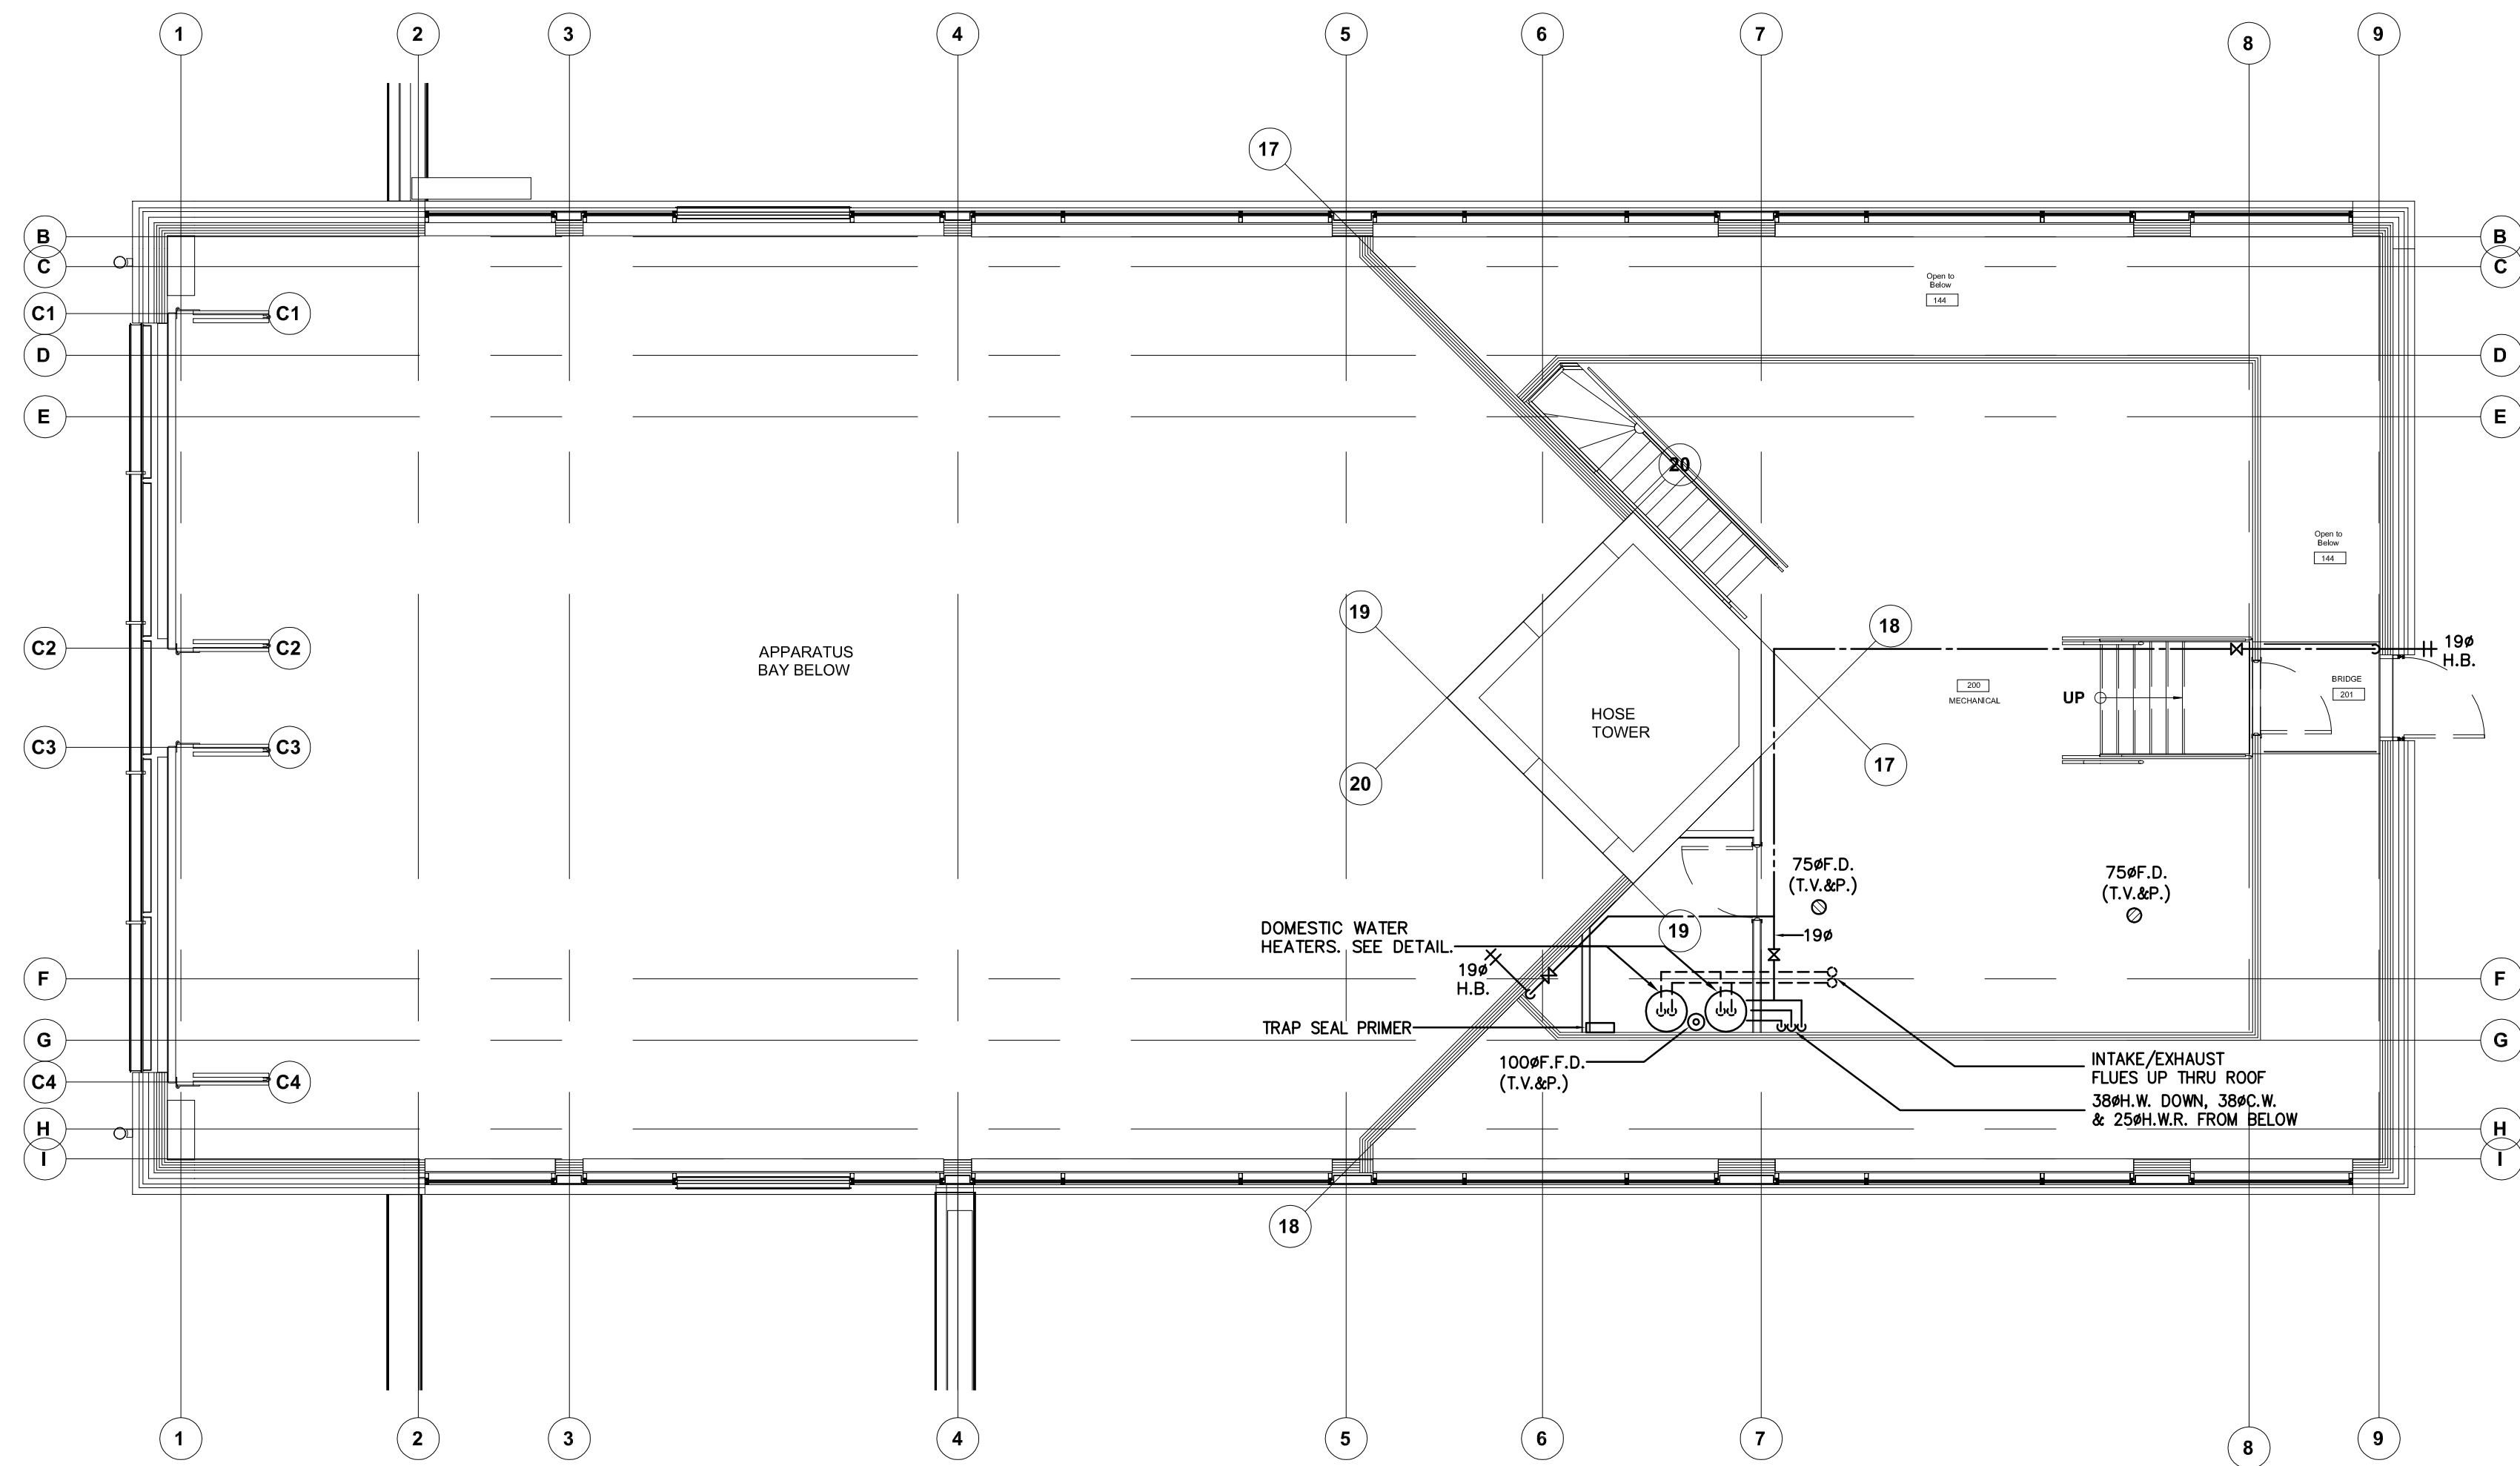 1 2 3 4 5 6 7 8 9
17
B B
C C
Open to
Below
144
C1 C1
D D
E E
20
Open to
Below
144
19
18
C2 C2
19ø
H.B.
APPARATUS
BAY BELOW
200
MECHANICAL
UP
BRIDGE
201
HOSE
TOWER
C3 C3
17
20
75øF.D.
(T.V.&P.)
75øF.D.
(T.V.&P.)
DOMESTIC WATER
HEATERS. SEE DETAIL.
19
19ø
19ø
H.B.
F F
TRAP SEAL PRIMER
G G
100øF.F.D.
(T.V.&P.)
INTAKE/EXHAUST
FLUES UP THRU ROOF
C4 C4
38øH.W. DOWN, 38øC.W.
& 25øH.W.R. FROM BELOW
H H
I I
18
1 2 3 4 5 6 7 8 9